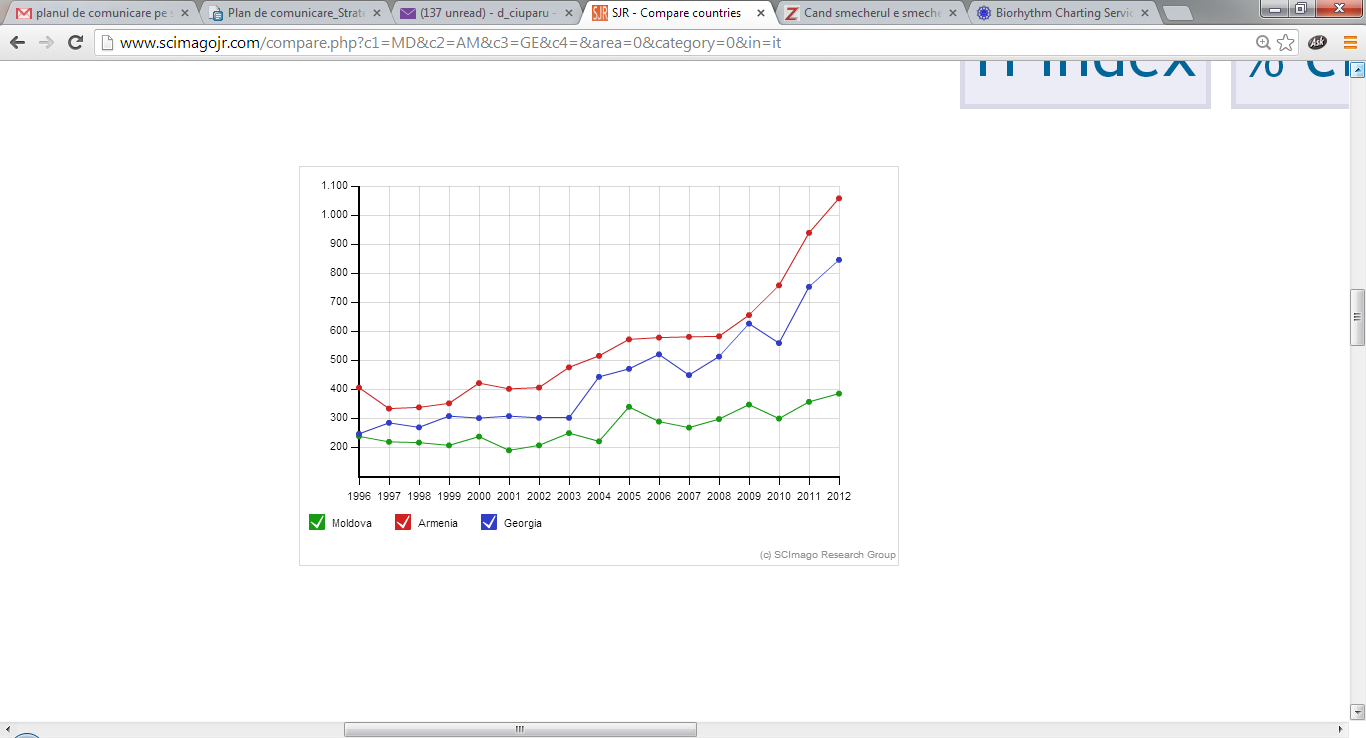 planul de comunicare pe s
Plan de comunicare_Strate
(137 unread) - d_ciuparu -
SJR - Compare countries
Cand smecherul e smeche
Biorhythm Charting Servic
www.scimagojr.com/compare.php?c1=MD&c2=AM&c3=GE&c4=&area=0&category=0&in=it
Ask
1.100
1.000
900
800
700
600
500
400
300
200
1996 1997 1998 1999 2000 2001 2002 2003 2004 2005 2006 2007 2008 2009 2010 2011 2012
Moldova Armenia Georgia
(c) SCImago Research Group